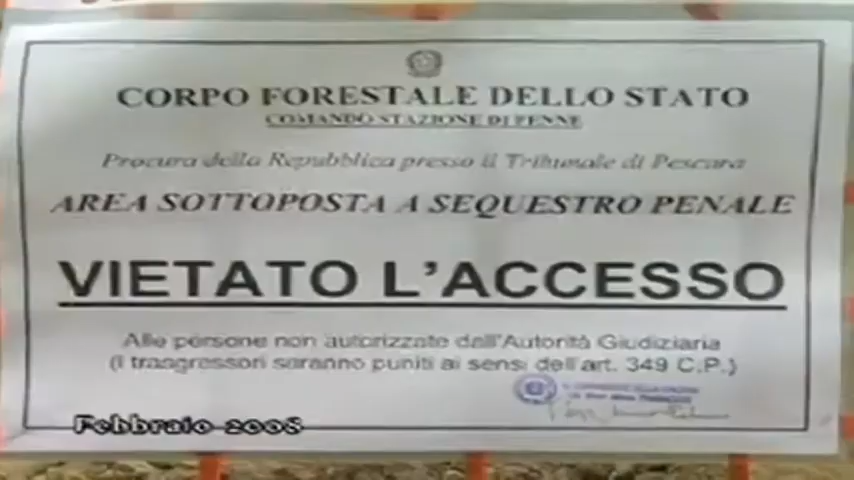 CORPO FORESTALE DELLO STATO
COMANDO STAZIONE DI PENNE
Procura della Repubblica presso il Tribunale di Pescara
AREA SOTTOPOSTA A SEQUESTRO PENALE
VIETATO L'ACCESSO
Alle persone non autorizzate dall'Autorità Giudiziaria
(I trasgressori saranno puniti ai sensi dell'art. 349 C.P.)
Febbraio 2008